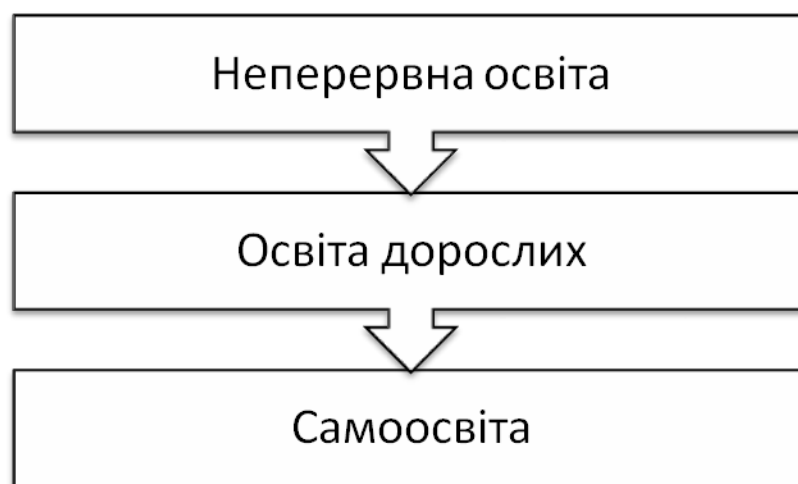 Неперервна освіта
Освіта дорослих
Самоосвіта